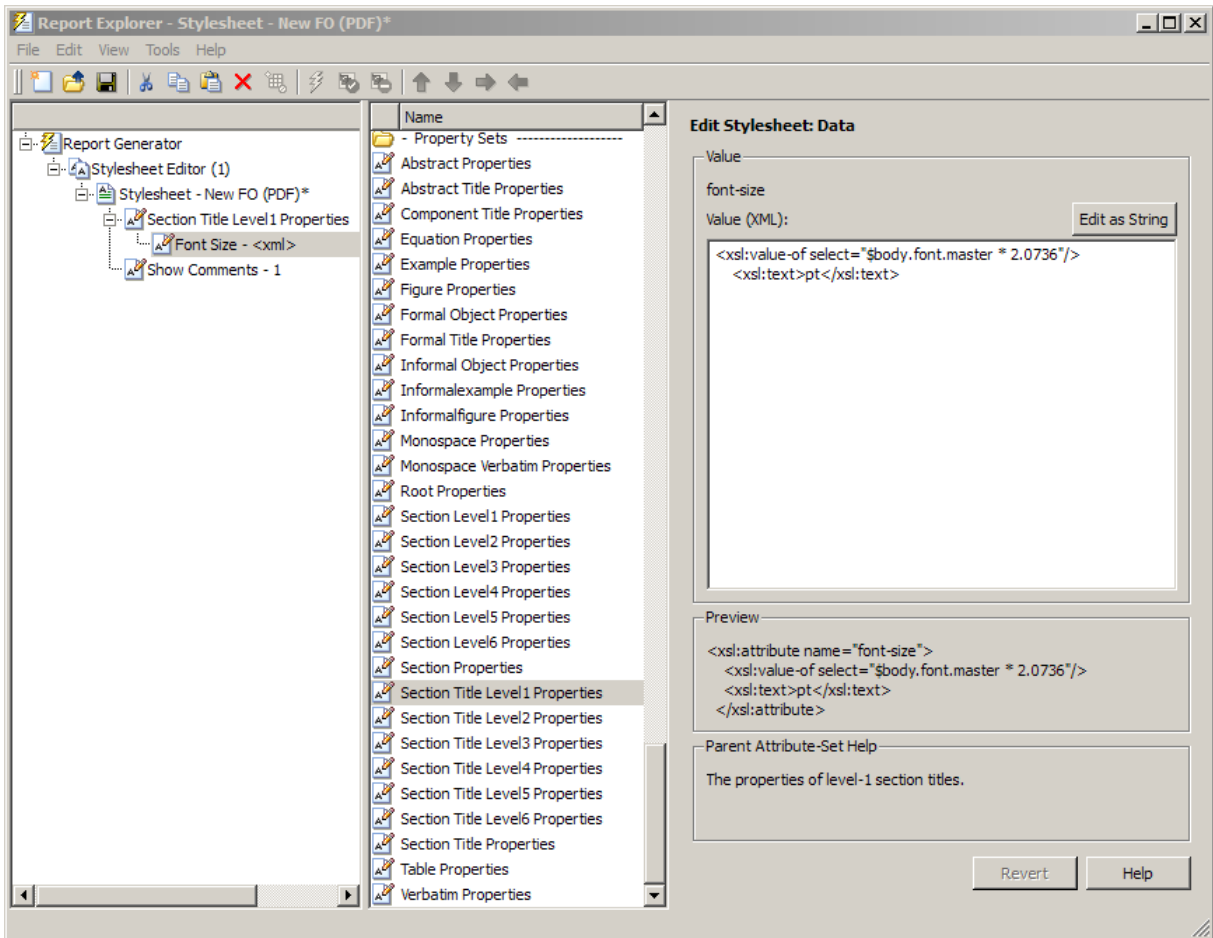 Report Explorer - Stylesheet - New FO (PDF)*
File Edit View Tools Help
Report Generator
Stylesheet Editor (1)
Stylesheet - New FO (PDF)*
Section Title Level1 Properties
Font Size - <xml>
Show Comments - 1
Name
- Property Sets -------------------
Abstract Properties
Abstract Title Properties
Component Title Properties
Equation Properties
Example Properties
Figure Properties
Formal Object Properties
Formal Title Properties
Informal Object Properties
Informalexample Properties
Informalfigure Properties
Monospace Properties
Monospace Verbatim Properties
Root Properties
Section Level1 Properties
Section Level2 Properties
Section Level3 Properties
Section Level4 Properties
Section Level5 Properties
Section Level6 Properties
Section Properties
Section Title Level1 Properties
Section Title Level2 Properties
Section Title Level3 Properties
Section Title Level4 Properties
Section Title Level5 Properties
Section Title Level6 Properties
Section Title Properties
Table Properties
Verbatim Properties
Edit Stylesheet: Data
Value
font-size
Value (XML):
Edit as String
<xsl:value-of select="$body.font.master * 2.0736"/>
<xsl:text>pt</xsl:text>
Preview
<xsl:attribute name="font-size">
<xsl:value-of select="$body.font.master * 2.0736"/>
<xsl:text>pt</xsl:text>
</xsl:attribute>
Parent Attribute-Set Help
The properties of level-1 section titles.
Revert Help